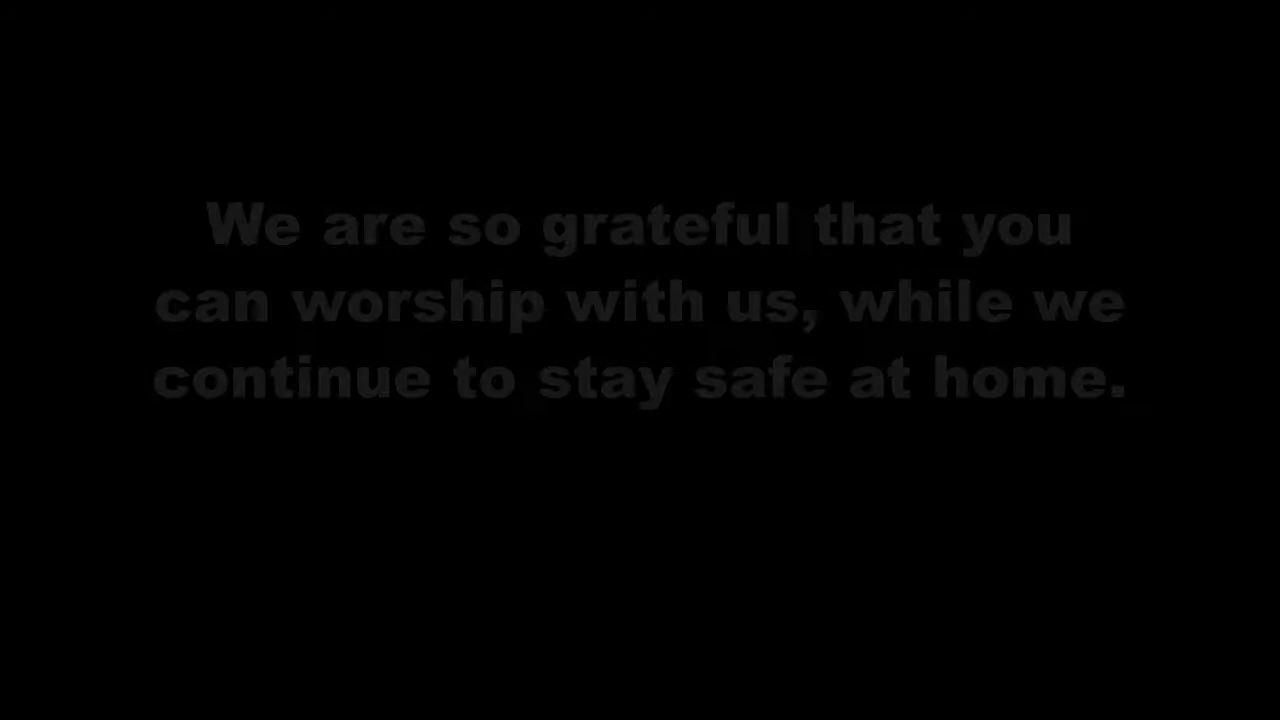 We are so grateful that you
can worship with us, while we
continue to stay safe at home.